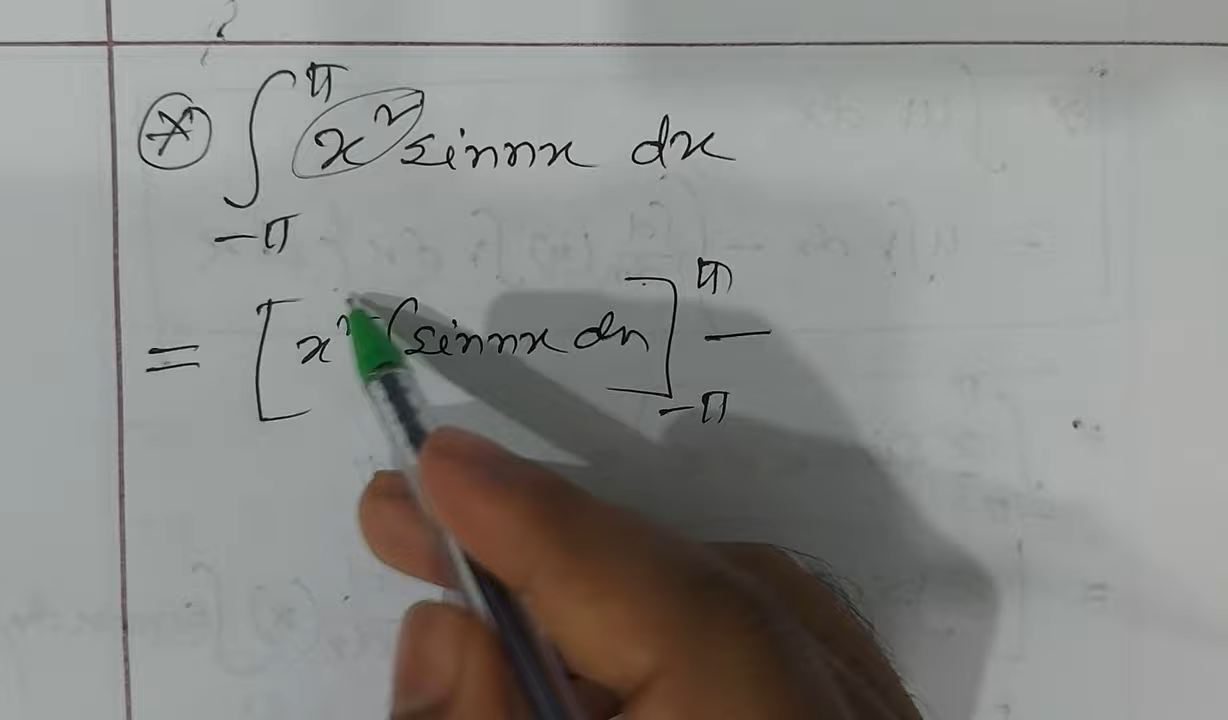 ∫_{-π}^{π} x² sin nx dx
= [x² ∫ sin nx dx]_{-π}^{π} —